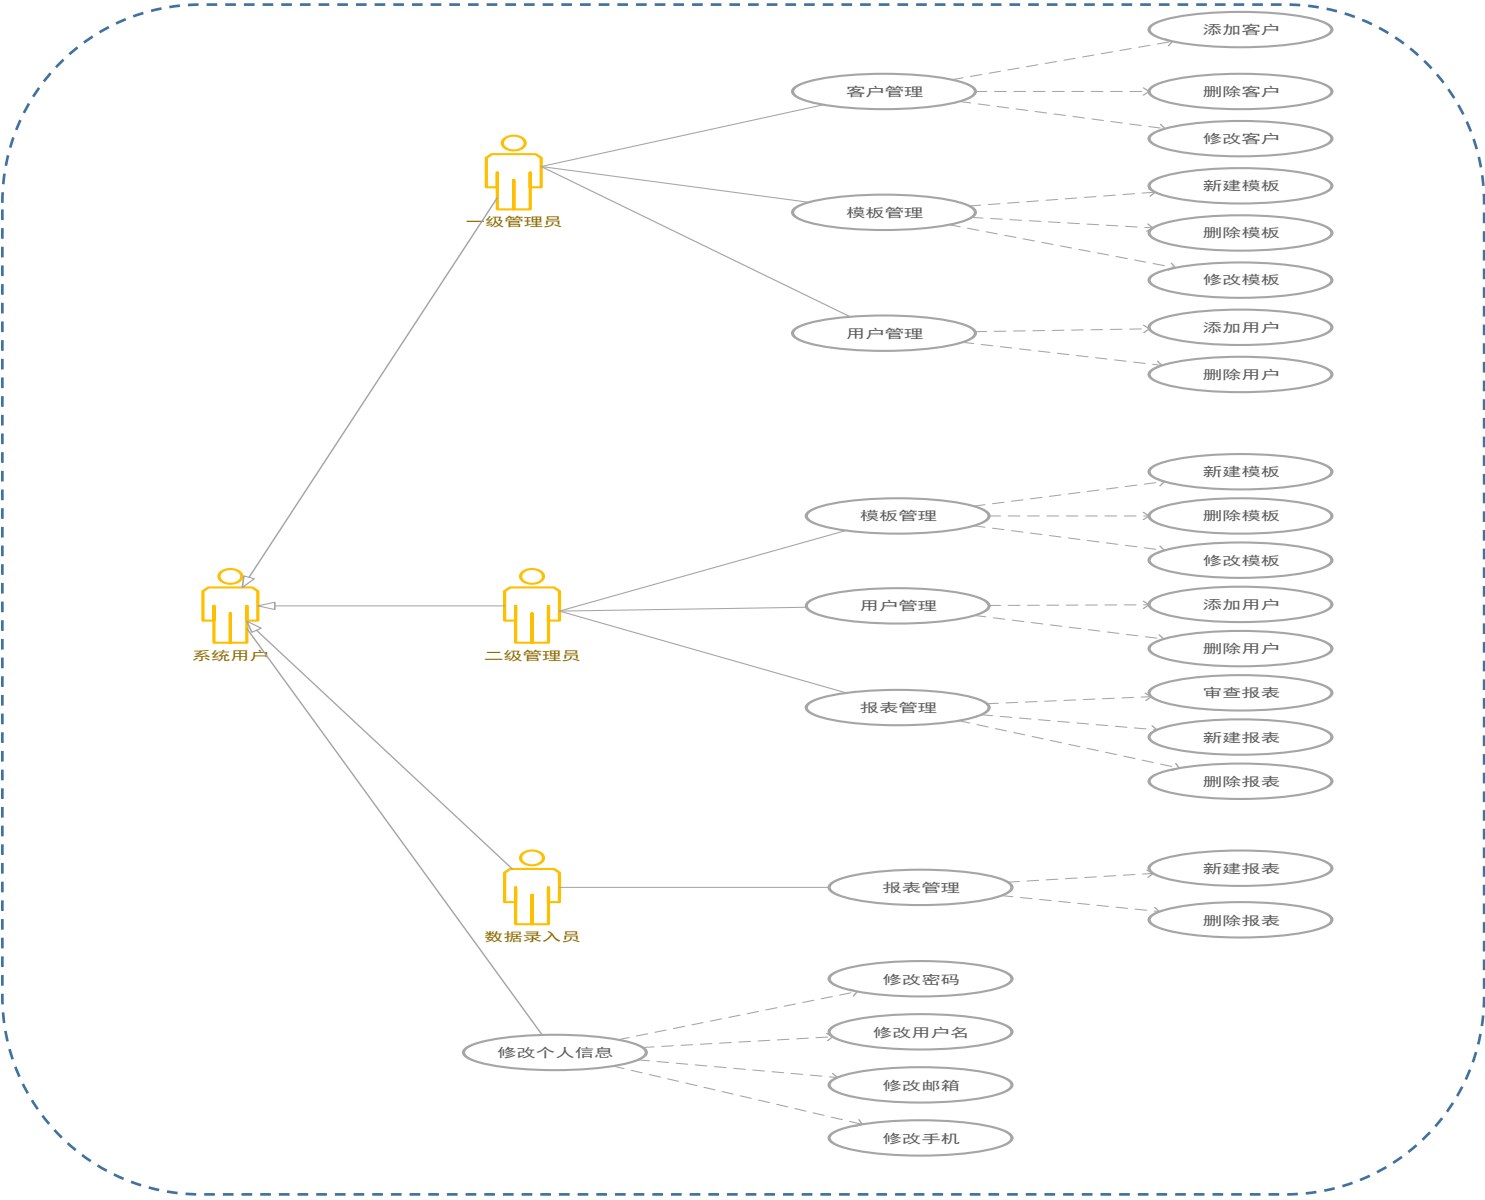 添加客户
客户管理
删除客户
修改客户
一级管理员
新建模板
模板管理
删除模板
修改模板
添加用户
用户管理
删除用户
新建模板
模板管理
删除模板
修改模板
添加用户
用户管理
系统用户
二级管理员
删除用户
审查报表
报表管理
新建报表
删除报表
新建报表
报表管理
删除报表
数据录入员
修改密码
修改用户名
修改个人信息
修改邮箱
修改手机